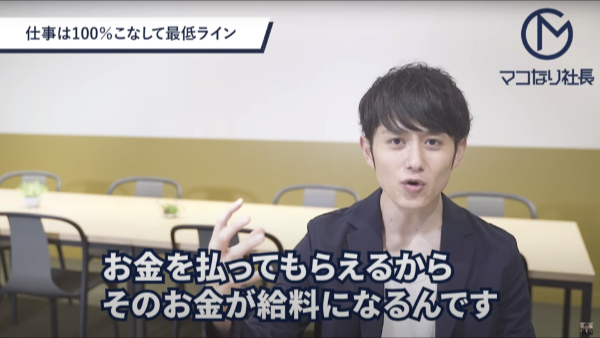 仕事は100%こなして最低ライン
マコなり社長
お金を払ってもらえるから
そのお金が給料になるんです